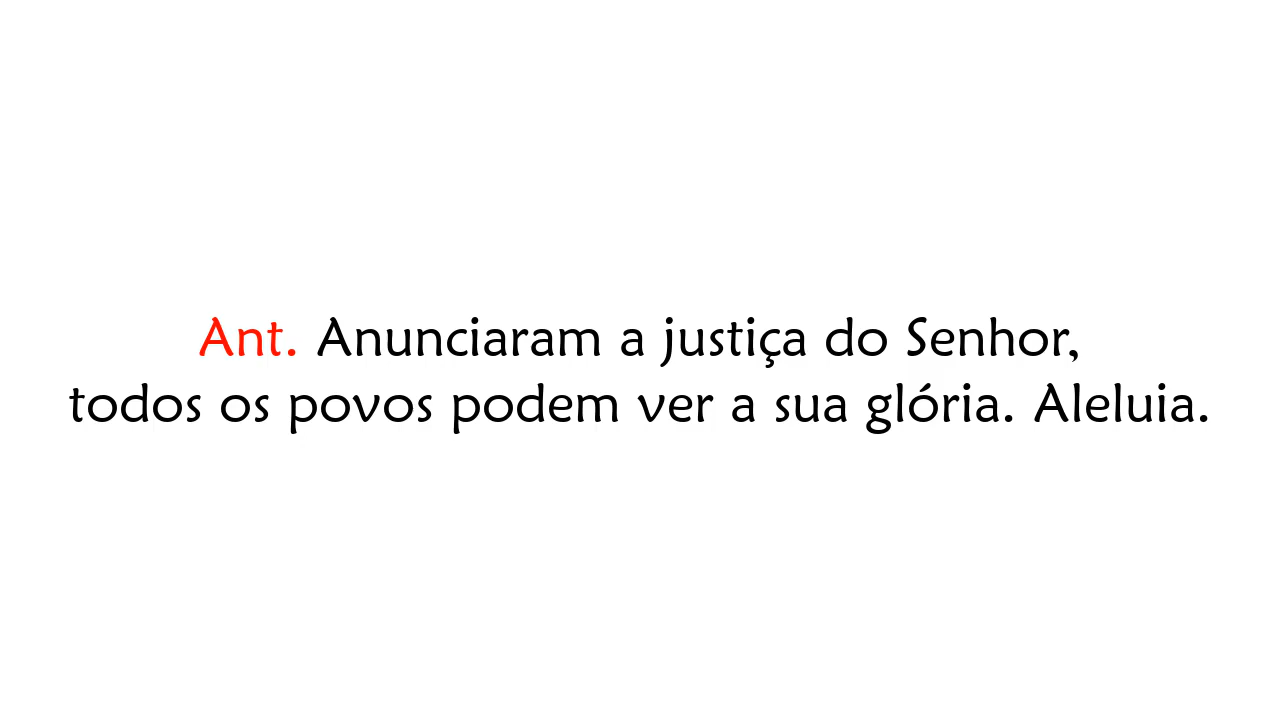 Ant. Anunciaram a justiça do Senhor,
todos os povos podem ver a sua glória. Aleluia.